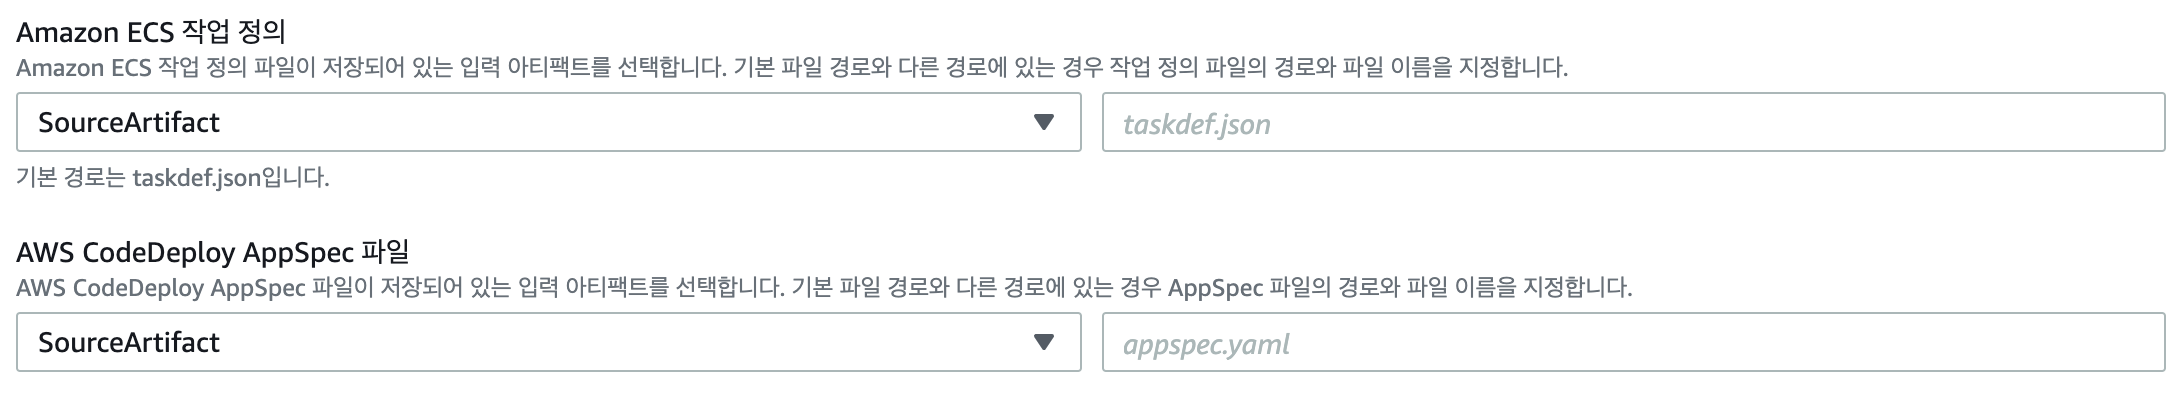 Amazon ECS 작업 정의
Amazon ECS 작업 정의 파일이 저장되어 있는 입력 아티팩트를 선택합니다. 기본 파일 경로와 다른 경로에 있는 경우 작업 정의 파일의 경로와 파일 이름을 지정합니다.
SourceArtifact
taskdef.json
기본 경로는 taskdef.json입니다.
AWS CodeDeploy AppSpec 파일
AWS CodeDeploy AppSpec 파일이 저장되어 있는 입력 아티팩트를 선택합니다. 기본 파일 경로와 다른 경로에 있는 경우 AppSpec 파일의 경로와 파일 이름을 지정합니다.
SourceArtifact
appspec.yaml